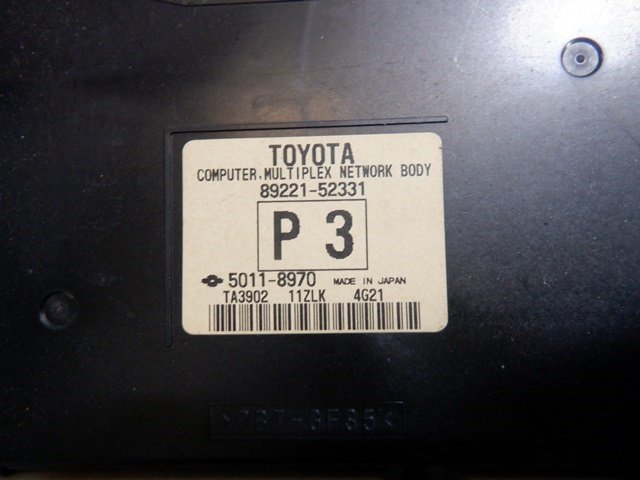 TOYOTA
COMPUTER,MULTIPLEX NETWORK BODY
89221-52331
P 3
5011-8970 MADE IN JAPAN
TA3902 11ZLK 4G21